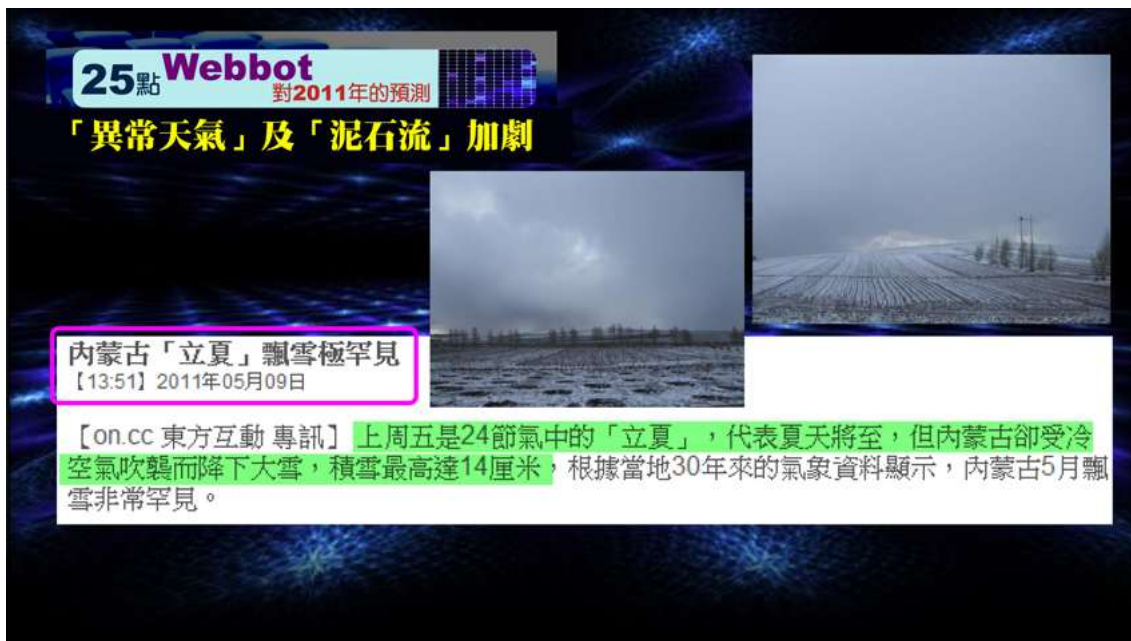 25點Webbot
對2011年的預測
「異常天氣」及「泥石流」加劇
內蒙古「立夏」飄雪極罕見
【13:51】2011年05月09日
［on.cc 東方互動 專訊］上周五是24節氣中的「立夏」，代表夏天將至，但內蒙古卻受冷
空氣吹襲而降下大雪，積雪最高達14厘米，根據當地30年來的氣象資料顯示，內蒙古5月飄
雪非常罕見。